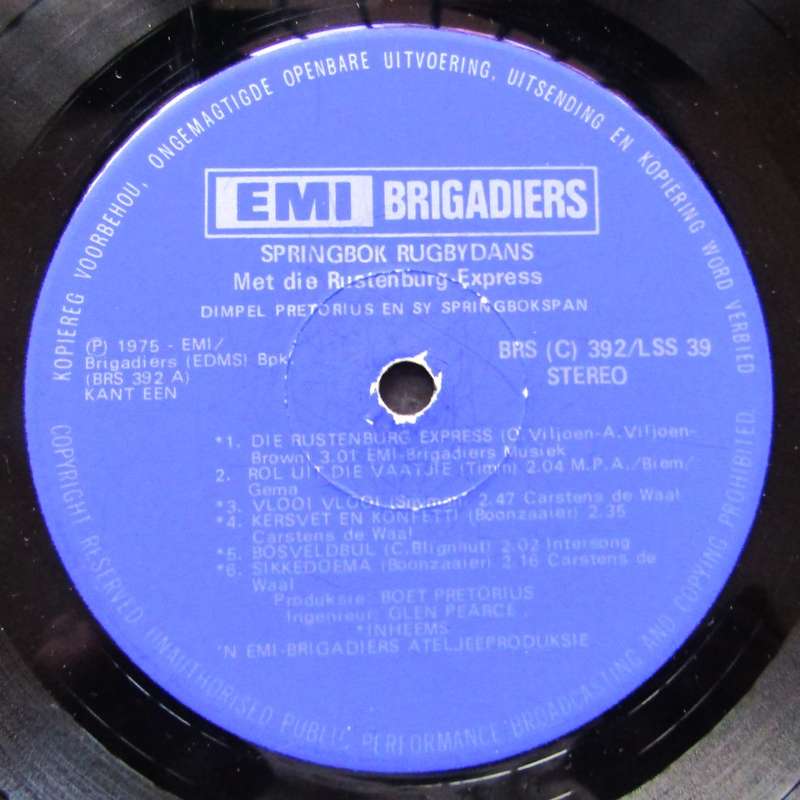 KOPIEREG VOORBEHOU, ONGEMAGTIGDE OPENBARE UITVOERING, UITSENDING EN KOPIERING WORD VERBIED
EMI BRIGADIERS
SPRINGBOK RUGBYDANS
Met die Rustenburg Express
DIMPEL PRETORIUS EN SY SPRINGBOKSPAN
(P) 1975 - EMI/
Brigadiers (EDMS) Bpk
(BRS 392 A)
KANT EEN
BRS (C) 392/LSS 39
STEREO
*1. DIE RUSTENBURG EXPRESS (O. Viljoen-A. Viljoen-
Brown) 3.01 EMI-Brigadiers Musiek
2. ROL UIT DIE VAATJIE (Timm) 2.04 M.P.A./Biem/
Gema
*3. VLOOI VLOOI 2.47 Carstens de Waal
*4. KERSVET EN KONFETTI (Boonzaaier) 2.35
Carstens de Waal
*5. BOSVELDBUL (C. Blignhut) 2.02 Intersong
*6. SIKKEDOEMA (Boonzaaier) 2.16 Carstens de
Waal
Produksie: BOET PRETORIUS
Ingenieur: GLEN PEARCE
*INHEEMS
'N EMI-BRIGADIERS ATELJEEPRODUKSIE
COPYRIGHT RESERVED UNAUTHORISED PUBLIC PERFORMANCE BROADCASTING AND COPYING PROHIBITED